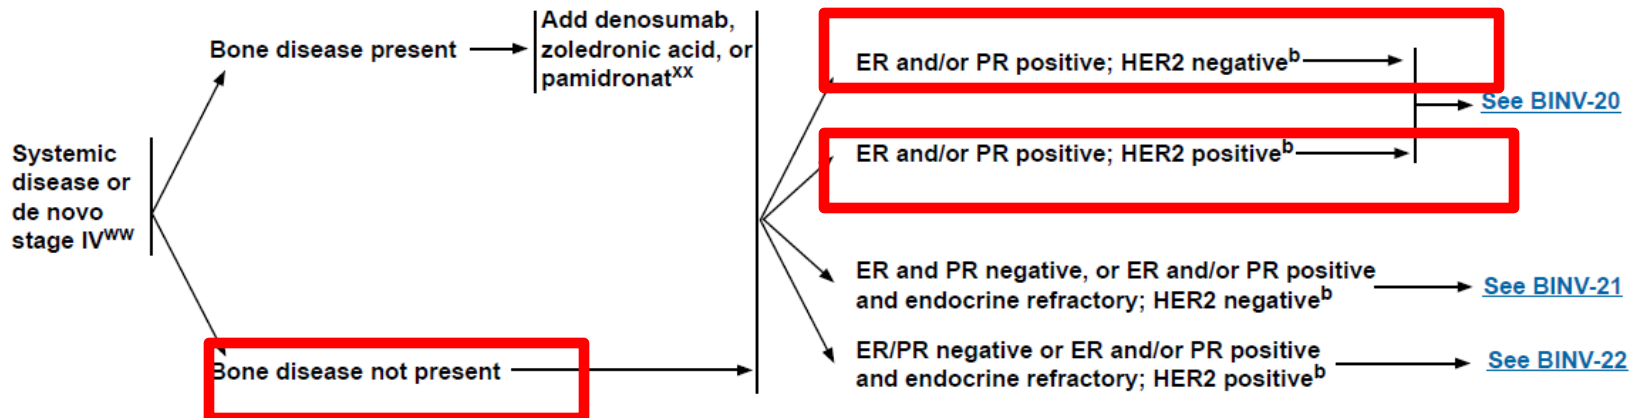 Systemic
disease or
de novo
stage IVww
Bone disease present
Add denosumab,
zoledronic acid, or
pamidronatxx
Bone disease not present
ER and/or PR positive; HER2 negativeb
ER and/or PR positive; HER2 positiveb
See BINV-20
ER and PR negative, or ER and/or PR positive
and endocrine refractory; HER2 negativeb
See BINV-21
ER/PR negative or ER and/or PR positive
and endocrine refractory; HER2 positiveb
See BINV-22